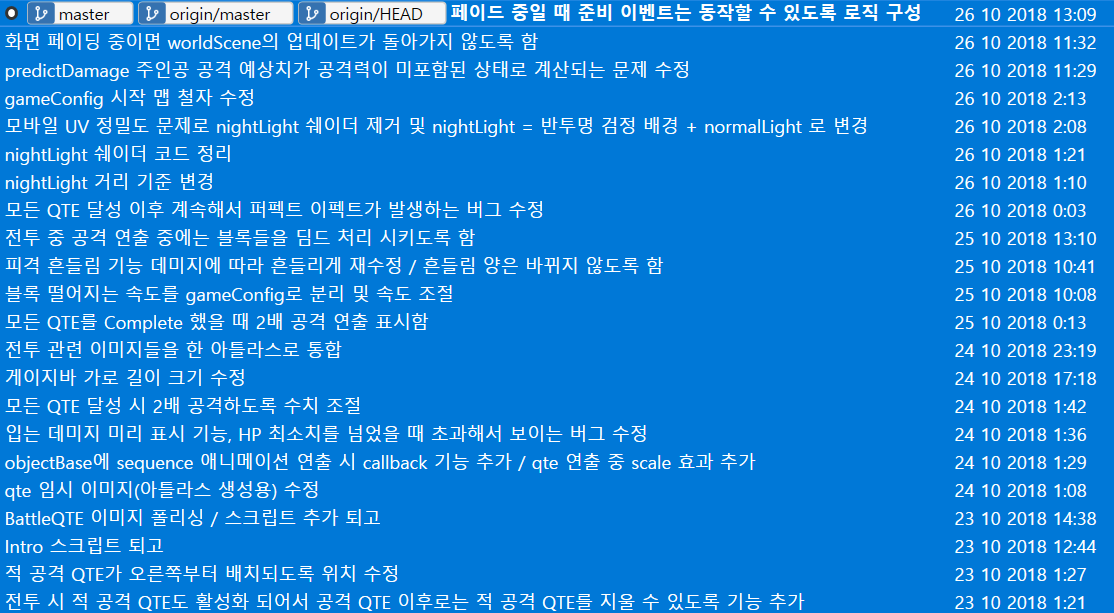 master origin/master origin/HEAD 페이드 중일 때 준비 이벤트는 동작할 수 있도록 로직 구성 26 10 2018 13:09
화면 페이딩 중이면 worldScene의 업데이트가 돌아가지 않도록 함 26 10 2018 11:32
predictDamage 주인공 공격 예상치가 공격력이 미포함된 상태로 계산되는 문제 수정 26 10 2018 11:29
gameConfig 시작 맵 철자 수정 26 10 2018 2:13
모바일 UV 정밀도 문제로 nightLight 쉐이더 제거 및 nightLight = 반투명 검정 배경 + normalLight 로 변경 26 10 2018 2:08
nightLight 쉐이더 코드 정리 26 10 2018 1:21
nightLight 거리 기준 변경 26 10 2018 1:10
모든 QTE 달성 이후 계속해서 퍼펙트 이펙트가 발생하는 버그 수정 26 10 2018 0:03
전투 중 공격 연출 중에는 블록들을 딤드 처리 시키도록 함 25 10 2018 13:10
피격 흔들림 기능 데미지에 따라 흔들리게 재수정 / 흔들림 양은 바뀌지 않도록 함 25 10 2018 10:41
블록 떨어지는 속도를 gameConfig로 분리 및 속도 조절 25 10 2018 10:08
모든 QTE를 Complete 했을 때 2배 공격 연출 표시함 25 10 2018 0:13
전투 관련 이미지들을 한 아틀라스로 통합 24 10 2018 23:19
게이지바 가로 길이 크기 수정 24 10 2018 17:18
모든 QTE 달성 시 2배 공격하도록 수치 조절 24 10 2018 1:42
입는 데미지 미리 표시 기능, HP 최소치를 넘었을 때 초과해서 보이는 버그 수정 24 10 2018 1:36
objectBase에 sequence 애니메이션 연출 시 callback 기능 추가 / qte 연출 중 scale 효과 추가 24 10 2018 1:29
qte 임시 이미지(아틀라스 생성용) 수정 24 10 2018 1:08
BattleQTE 이미지 폴리싱 / 스크립트 추가 퇴고 23 10 2018 14:38
Intro 스크립트 퇴고 23 10 2018 12:44
적 공격 QTE가 오른쪽부터 배치되도록 위치 수정 23 10 2018 1:27
전투 시 적 공격 QTE도 활성화 되어서 공격 QTE 이후로는 적 공격 QTE를 지울 수 있도록 기능 추가 23 10 2018 1:21